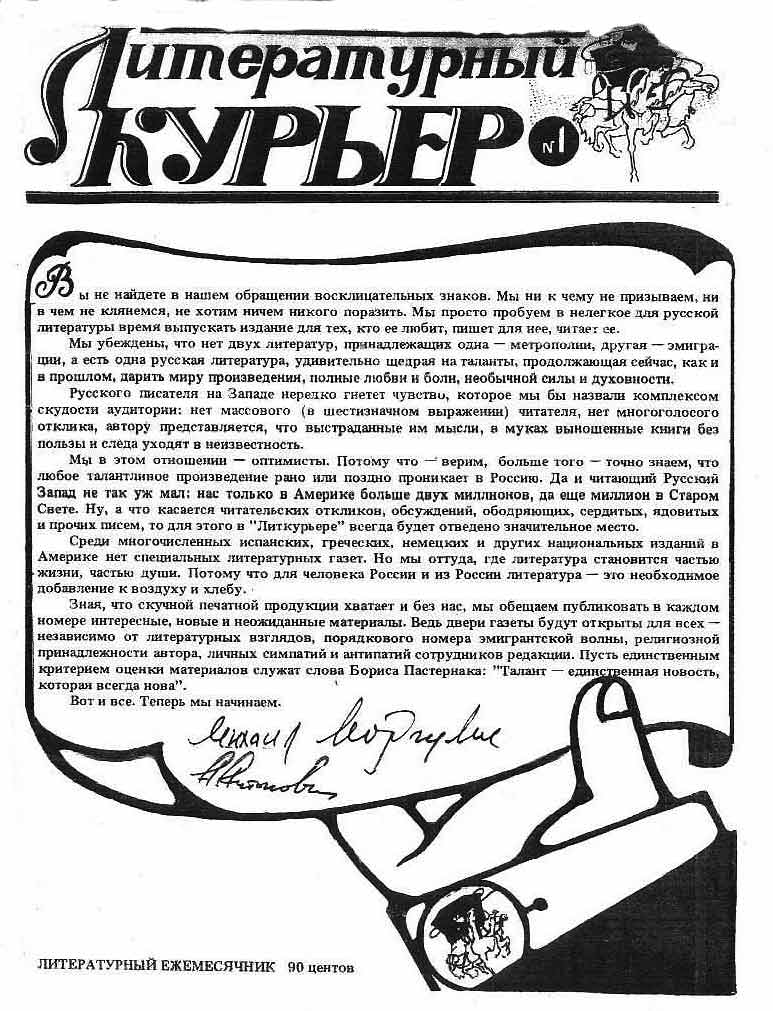 Литературный
КУРЬЕР №1
Вы не найдете в нашем обращении восклицательных знаков. Мы ни к чему не призываем, ни
в чем не клянемся, не хотим ничем никого поразить. Мы просто пробуем в нелегкое для русской
литературы время выпускать издание для тех, кто ее любит, пишет для нее, читает ее.
Мы убеждены, что нет двух литератур, принадлежащих одна — метрополии, другая — эмигра-
ции, а есть одна русская литература, удивительно щедрая на таланты, продолжающая сейчас, как и
в прошлом, дарить миру произведения, полные любви и боли, необычной силы и духовности.
Русского писателя на Западе нередко гнетет чувство, которое мы бы назвали комплексом
скудости аудитории: нет массового (в шестизначном выражении) читателя, нет многоголосого
отклика, автору представляется, что выстраданные им мысли, в муках выношенные книги без
пользы и следа уходят в неизвестность.
Мы в этом отношении — оптимисты. Потому что — верим, больше того — точно знаем, что
любое талантливое произведение рано или поздно проникает в Россию. Да и читающий Русский
Запад не так уж мал: нас только в Америке больше двух миллионов, да еще миллион в Старом
Свете. Ну, а что касается читательских откликов, обсуждений, ободряющих, сердитых, ядовитых
и прочих писем, то для этого в "Литкурьере" всегда будет отведено значительное место.
Среди многочисленных испанских, греческих, немецких и других национальных изданий в
Америке нет специальных литературных газет. Но мы оттуда, где литература становится частью
жизни, частью души. Потому что для человека России и из России литература — это необходимое
добавление к воздуху и хлебу.
Зная, что скучной печатной продукции хватает и без нас, мы обещаем публиковать в каждом
номере интересные, новые и неожиданные материалы. Ведь двери газеты будут открыты для всех —
независимо от литературных взглядов, порядкового номера эмигрантской волны, религиозной
принадлежности автора, личных симпатий и антипатий сотрудников редакции. Пусть единственным
критерием оценки материалов служат слова Бориса Пастернака: "Талант — единственная новость,
которая всегда нова".
Вот и все. Теперь мы начинаем.
Михаил Моргулис
ЛИТЕРАТУРНЫЙ ЕЖЕМЕСЯЧНИК 90 центов